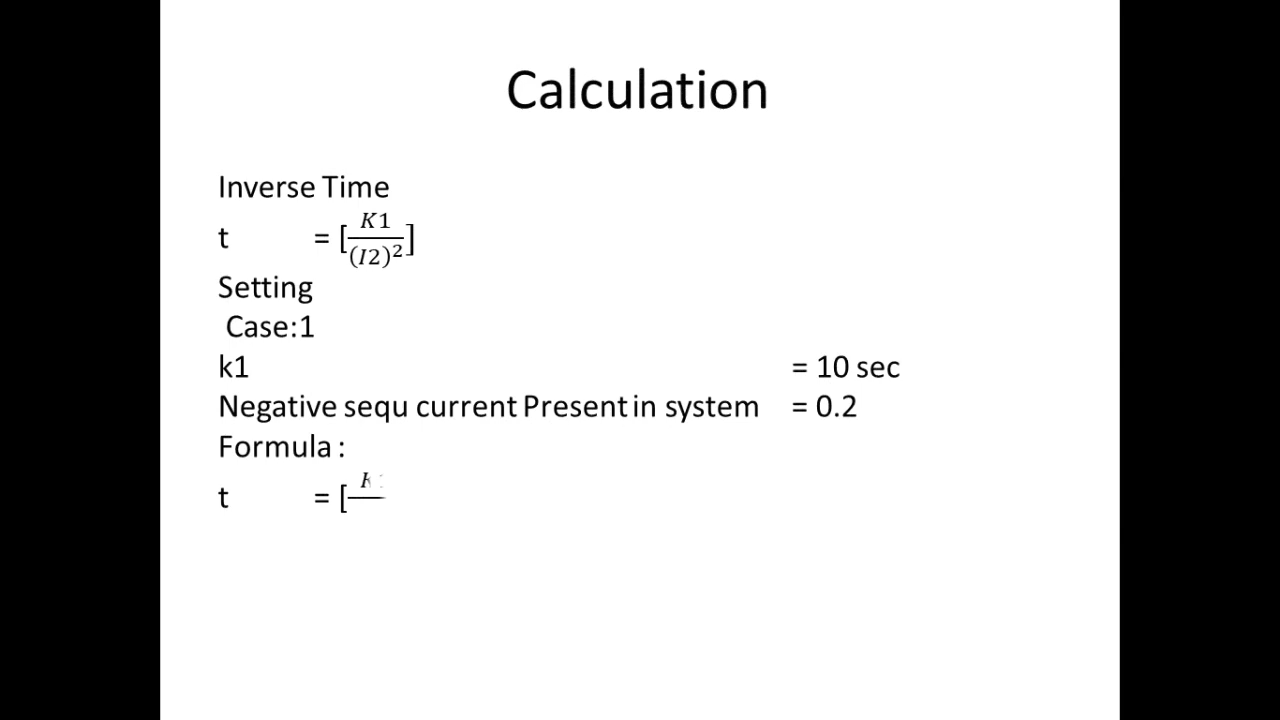 Calculation
Inverse Time
t = [K1/(I2)²]
Setting
Case:1
k1 = 10 sec
Negative sequ current Present in system = 0.2
Formula :
t = [